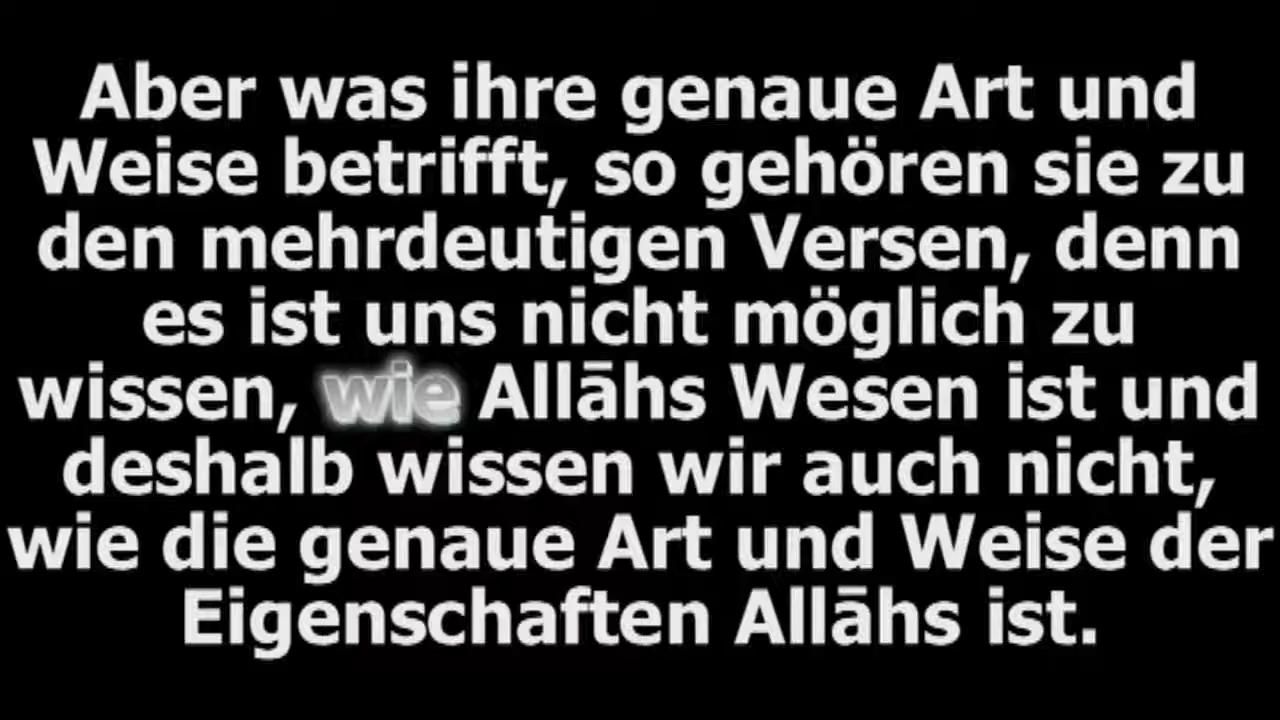 Aber was ihre genaue Art und
Weise betrifft, so gehören sie zu
den mehrdeutigen Versen, denn
es ist uns nicht möglich zu
wissen, wie Allāhs Wesen ist und
deshalb wissen wir auch nicht,
wie die genaue Art und Weise der
Eigenschaften Allāhs ist.